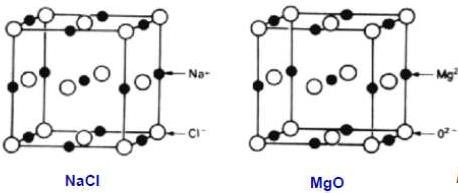 Na⁻
Cl⁻
NaCl
Mg²
O²⁻
MgO